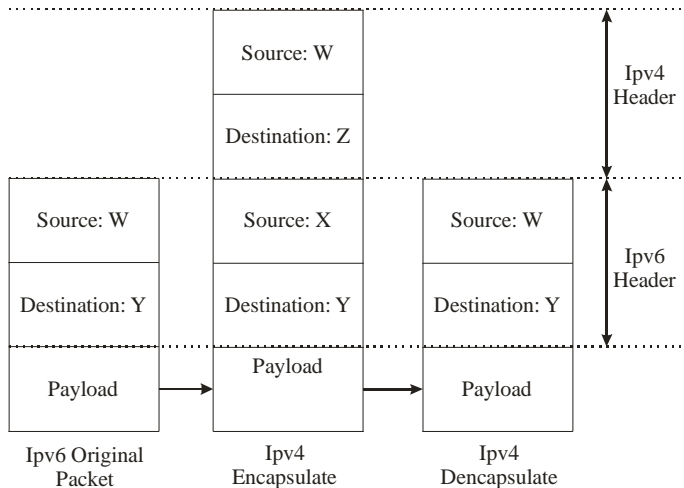 Source: W
Destination: Z
Ipv4
Header
Source: W
Destination: Y
Payload
Source: X
Destination: Y
Payload
Source: W
Destination: Y
Payload
Ipv6
Header
Ipv6 Original
Packet
Ipv4
Encapsulate
Ipv4
Dencapsulate